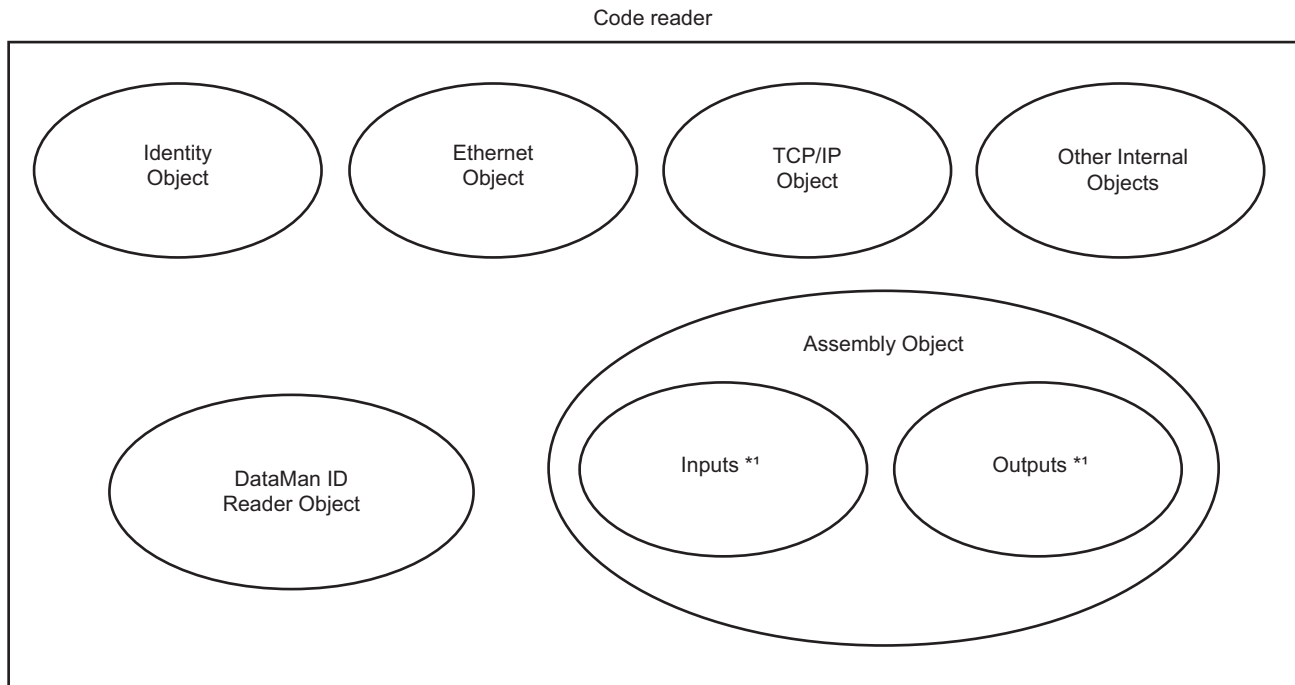 Code reader
Identity
Object
Ethernet
Object
TCP/IP
Object
Other Internal
Objects
Assembly Object
Inputs *¹
Outputs *¹
DataMan ID
Reader Object